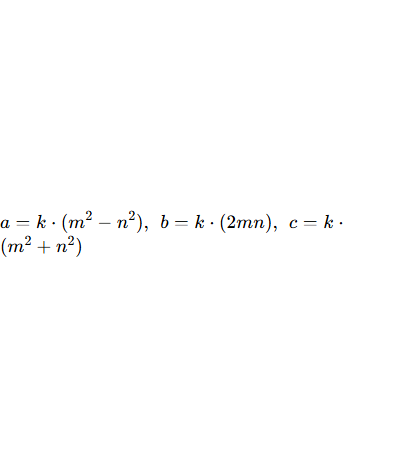 a = k · (m² − n²), b = k · (2mn), c = k ·
(m² + n²)